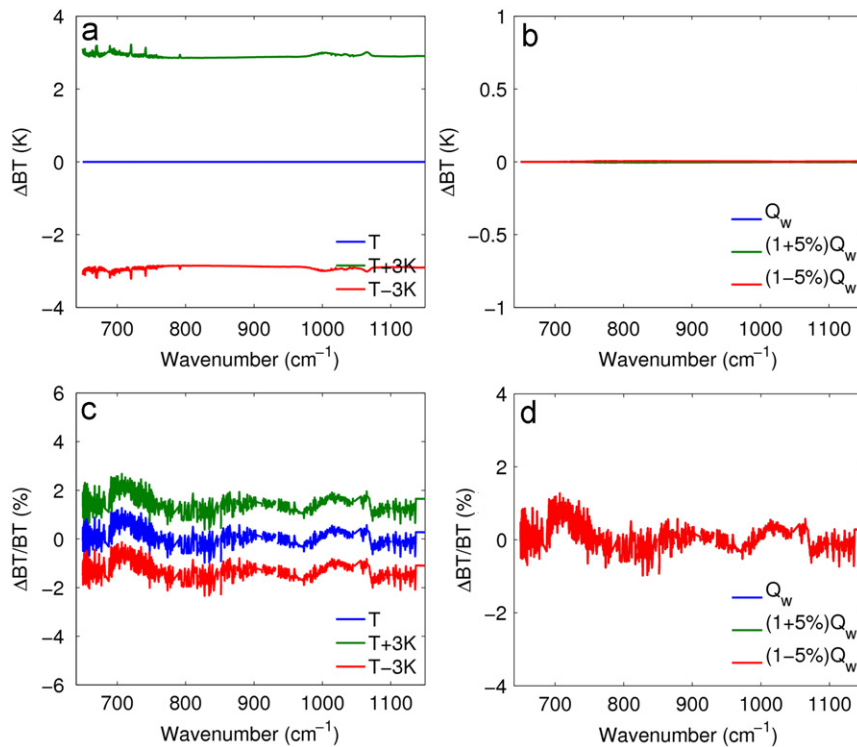 a
4
2
0
−2
−4
ΔBT (K)
T
T+3K
T−3K
700 800 900 1000 1100
Wavenumber (cm⁻¹)
b
1
0.5
0
−0.5
−1
ΔBT (K)
Q_w
(1+5%)Q_w
(1−5%)Q_w
700 800 900 1000 1100
Wavenumber (cm⁻¹)
c
6
4
2
0
−2
−4
−6
ΔBT/BT (%)
T
T+3K
T−3K
700 800 900 1000 1100
Wavenumber (cm⁻¹)
d
4
2
0
−2
−4
ΔBT/BT (%)
Q_w
(1+5%)Q_w
(1−5%)Q_w
700 800 900 1000 1100
Wavenumber (cm⁻¹)